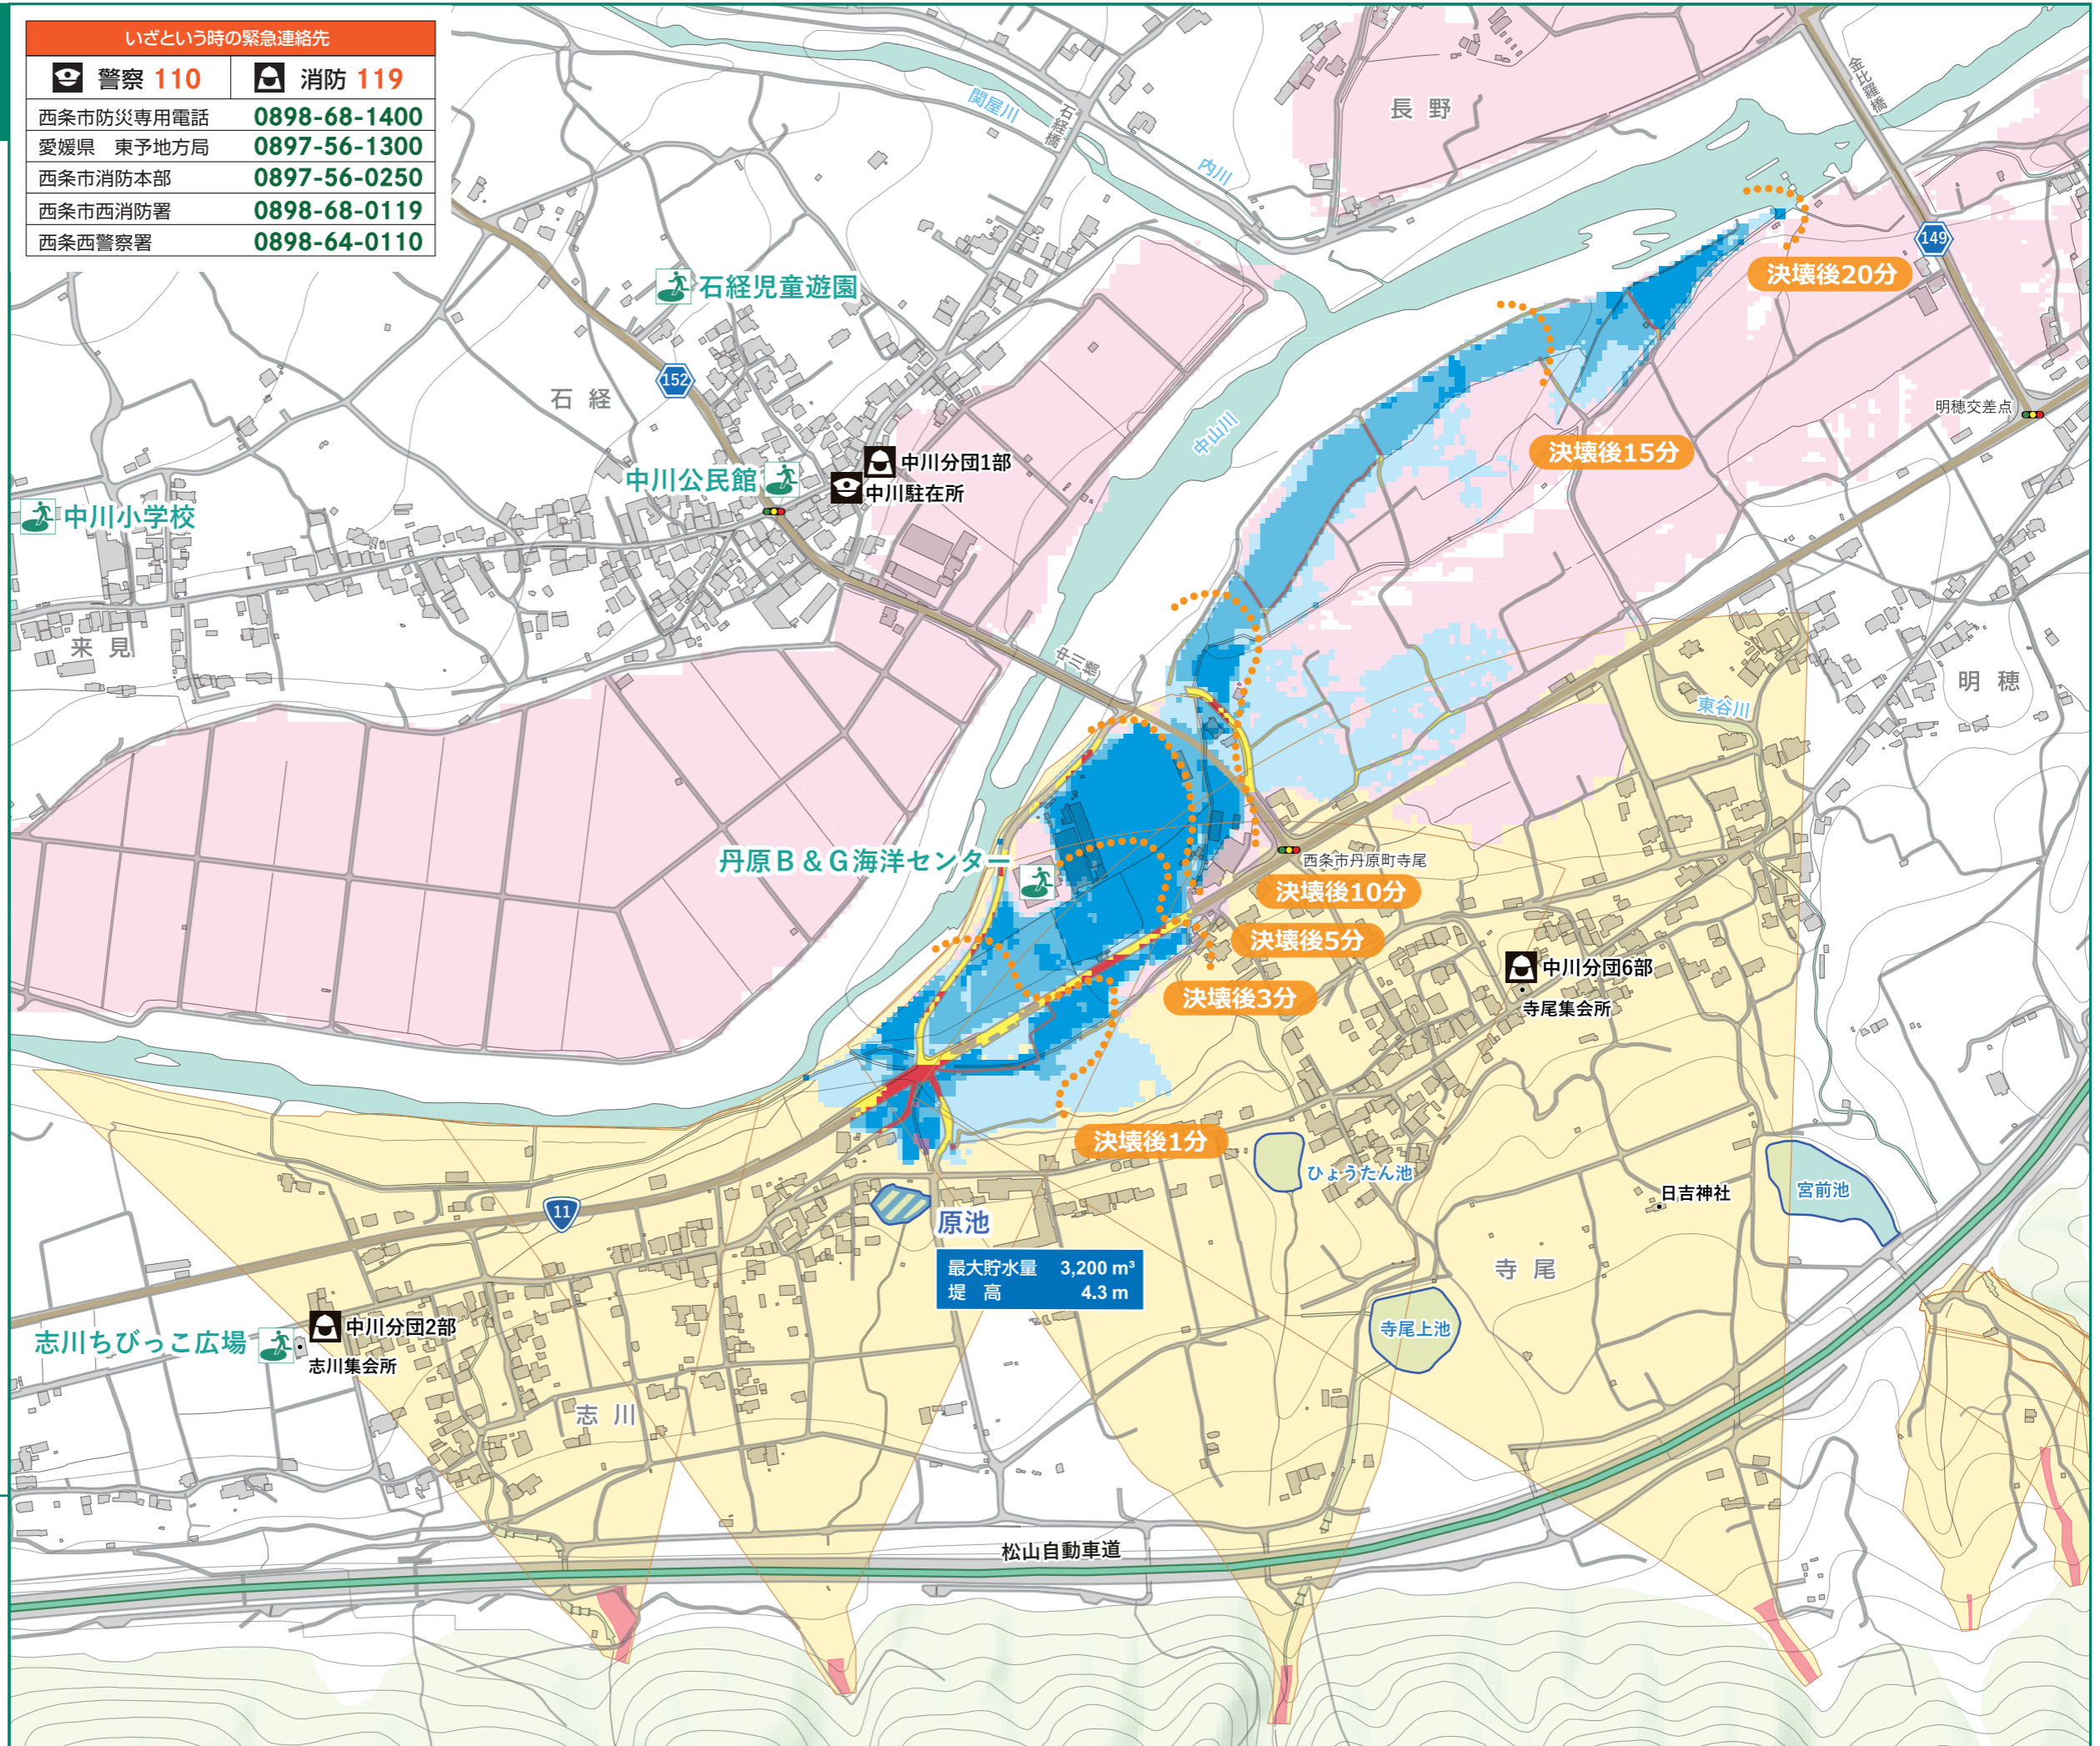 いざという時の緊急連絡先
警察 110 消防 119
西条市防災専用電話 0898-68-1400
愛媛県 東予地方局 0897-56-1300
西条市消防本部 0897-56-0250
西条市西消防署 0898-68-0119
西条西警察署 0898-64-0110
関屋川
石経橋
内川
長野
金比羅橋
149
決壊後20分
石経児童遊園
152
石経
明穂交差点
中山川
決壊後15分
中川分団1部
中川公民館
中川駐在所
中川小学校
来見
中川橋
明穂
東谷川
丹原B&G海洋センター
西条市丹原町寺尾
決壊後10分
決壊後5分
中川分団6部
決壊後3分
寺尾集会所
決壊後1分
ひょうたん池
日吉神社
宮前池
11
原池
最大貯水量 3,200 m³
堤高 4.3 m
寺尾
寺尾上池
中川分団2部
志川ちびっこ広場
志川集会所
志川
松山自動車道